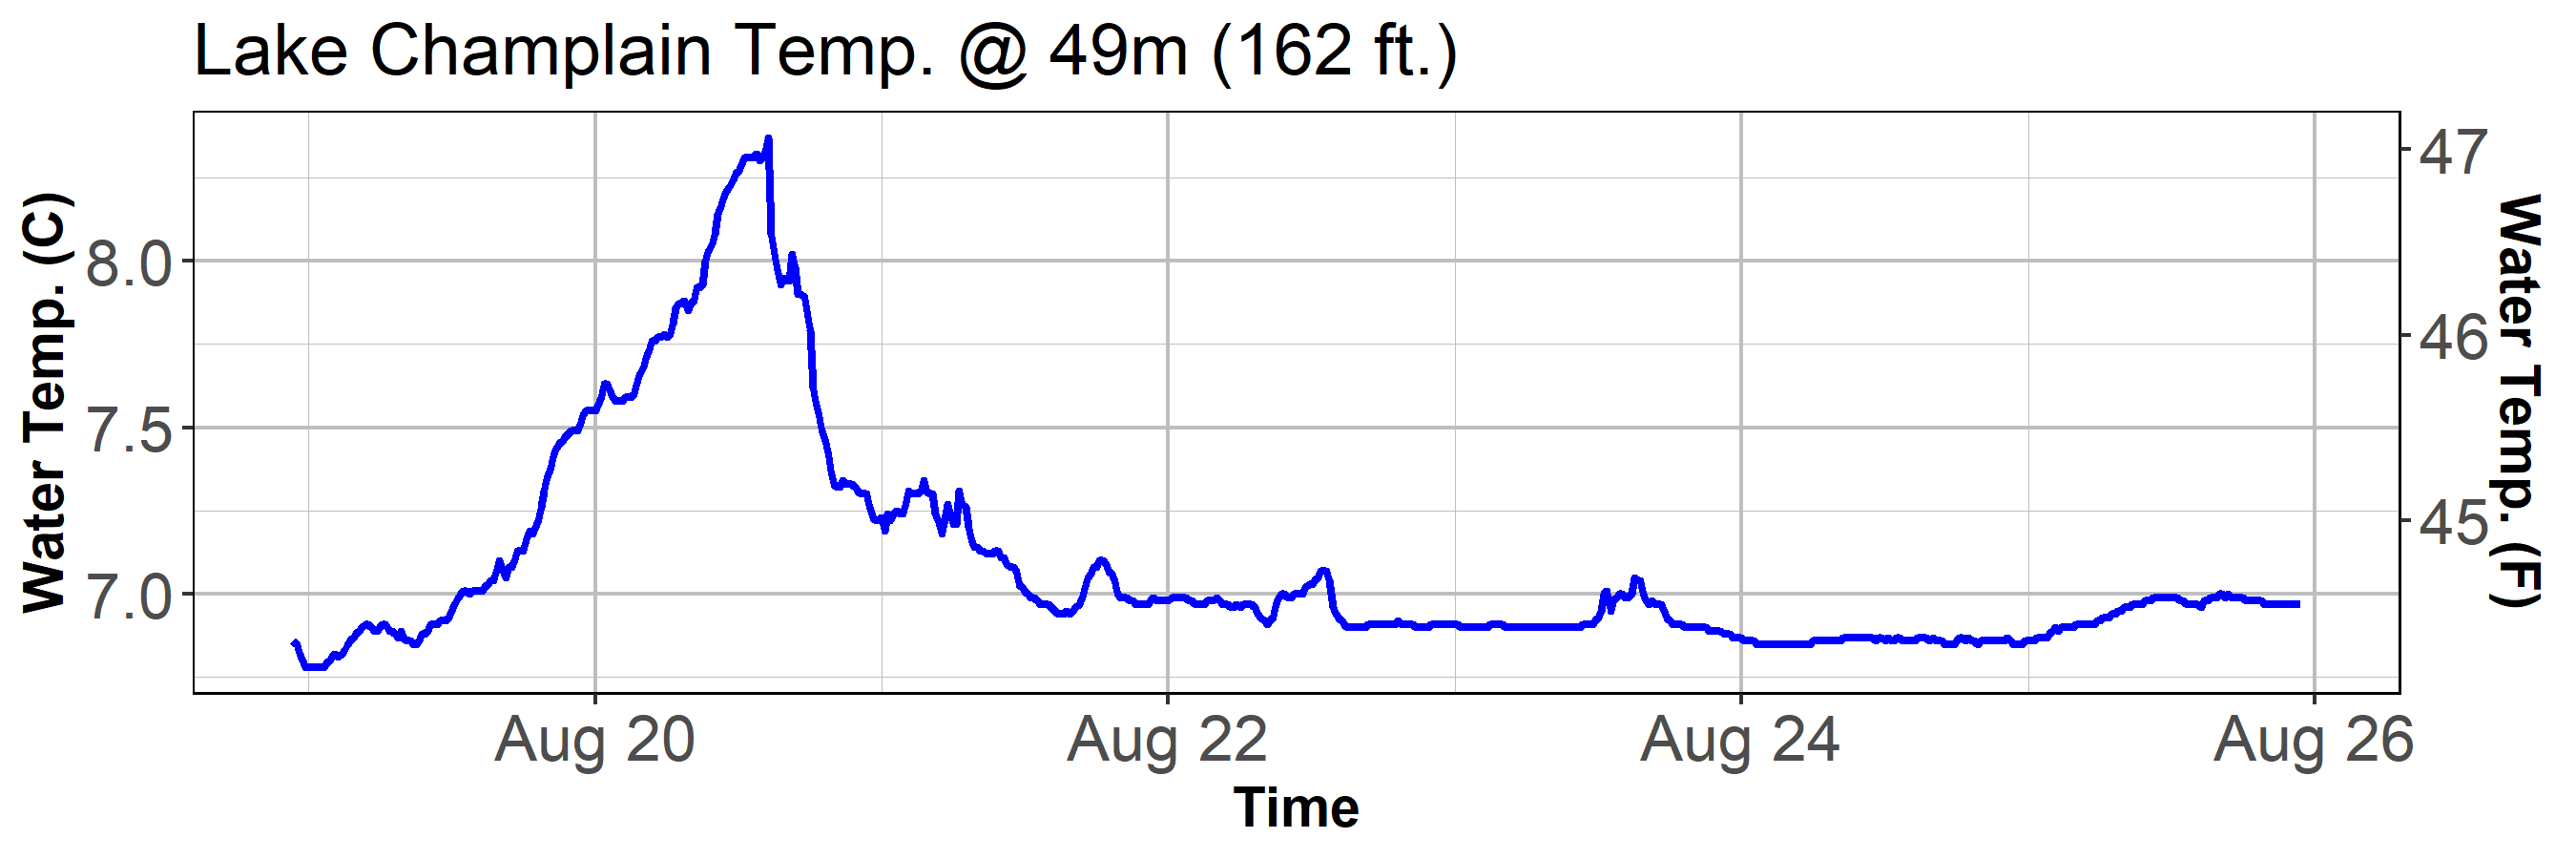 Lake Champlain Temp. @ 49m (162 ft.)
Water Temp. (C)
8.0
7.5
7.0
47
46
45
Water Temp. (F)
Aug 20 Aug 22 Aug 24 Aug 26
Time